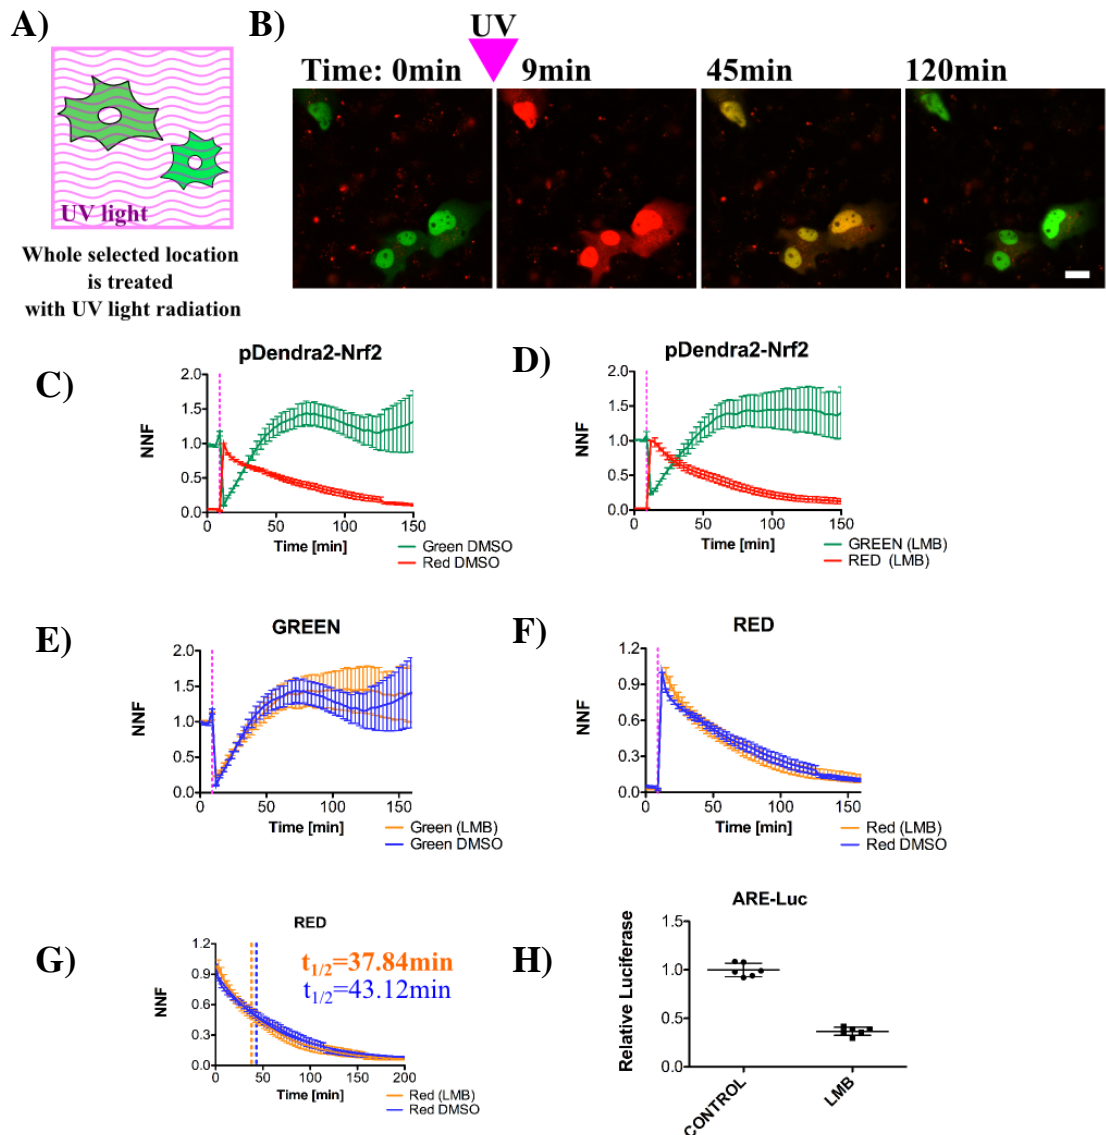 A)
UV light
Whole selected location
is treated
with UV light radiation
B)
UV
Time: 0min 9min 45min 120min
C)
pDendra2-Nrf2
NNF
2.0
1.5
1.0
0.5
0.0
0 50 100 150
Time [min]
Green DMSO
Red DMSO
D)
pDendra2-Nrf2
NNF
2.0
1.5
1.0
0.5
0.0
0 50 100 150
Time [min]
GREEN (LMB)
RED (LMB)
E)
GREEN
NNF
2.0
1.5
1.0
0.5
0.0
0 50 100 150
Time [min]
Green (LMB)
Green DMSO
F)
RED
NNF
1.2
0.9
0.6
0.3
0.0
0 50 100 150
Time [min]
Red (LMB)
Red DMSO
G)
RED
NNF
1.2
0.9
0.6
0.3
0.0
0 50 100 150 200
t1/2=37.84min
t1/2=43.12min
Time [min]
Red (LMB)
Red DMSO
H)
ARE-Luc
Relative Luciferase
1.5
1.0
0.5
0.0
CONTROL
LMB